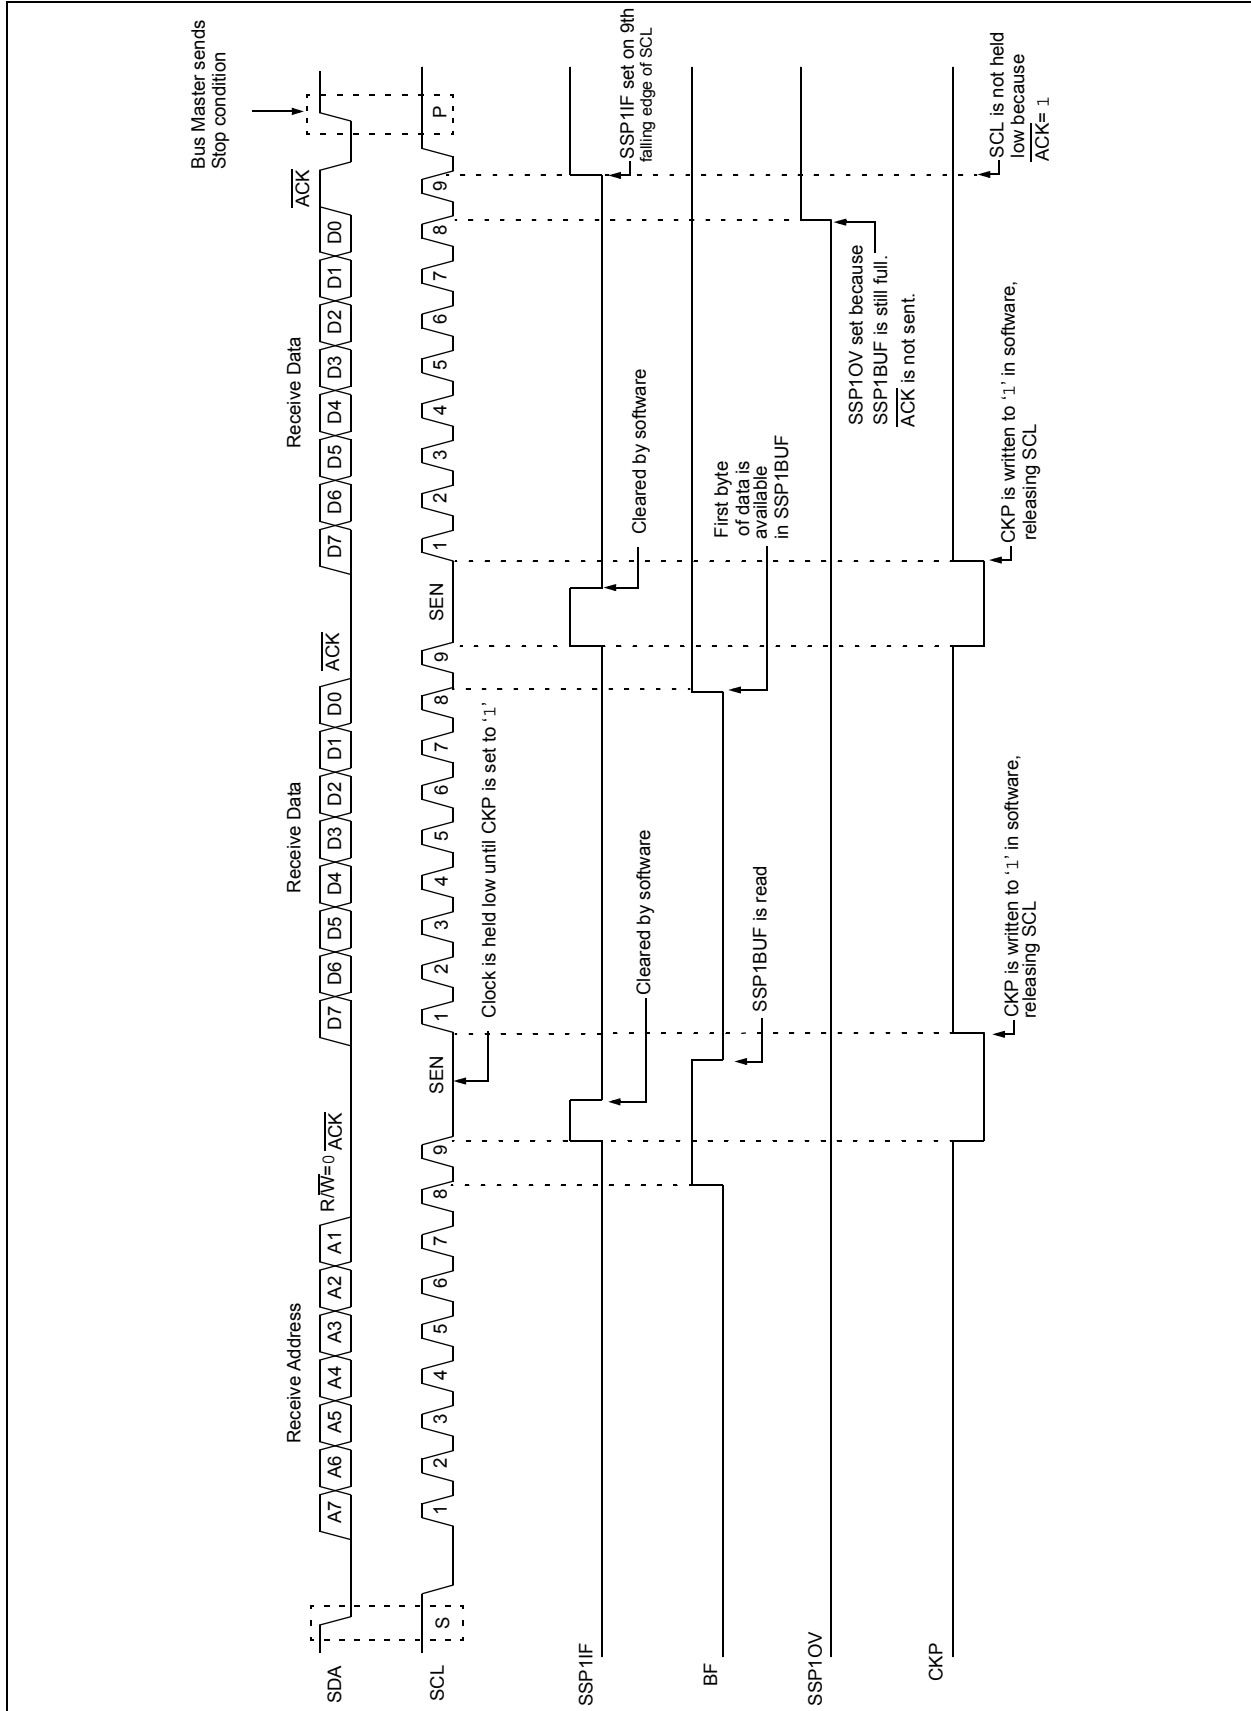 Bus Master sends
Stop condition
Receive Address
Receive Data
Receive Data
SDA
A7 A6 A5 A4 A3 A2 A1 R/W=0 ACK D7 D6 D5 D4 D3 D2 D1 D0 ACK D7 D6 D5 D4 D3 D2 D1 D0 ACK
SCL
S 1 2 3 4 5 6 7 8 9 SEN 1 2 3 4 5 6 7 8 9 SEN 1 2 3 4 5 6 7 8 9 P
Clock is held low until CKP is set to ‘1’
SSP1IF
Cleared by software
Cleared by software
SSP1IF set on 9th
falling edge of SCL
BF
SSP1BUF is read
First byte
of data is
available
in SSP1BUF
SSP1OV
SSP1OV set because
SSP1BUF is still full.
ACK is not sent.
CKP
CKP is written to ‘1’ in software,
releasing SCL
CKP is written to ‘1’ in software,
releasing SCL
SCL is not held
low because
ACK= 1